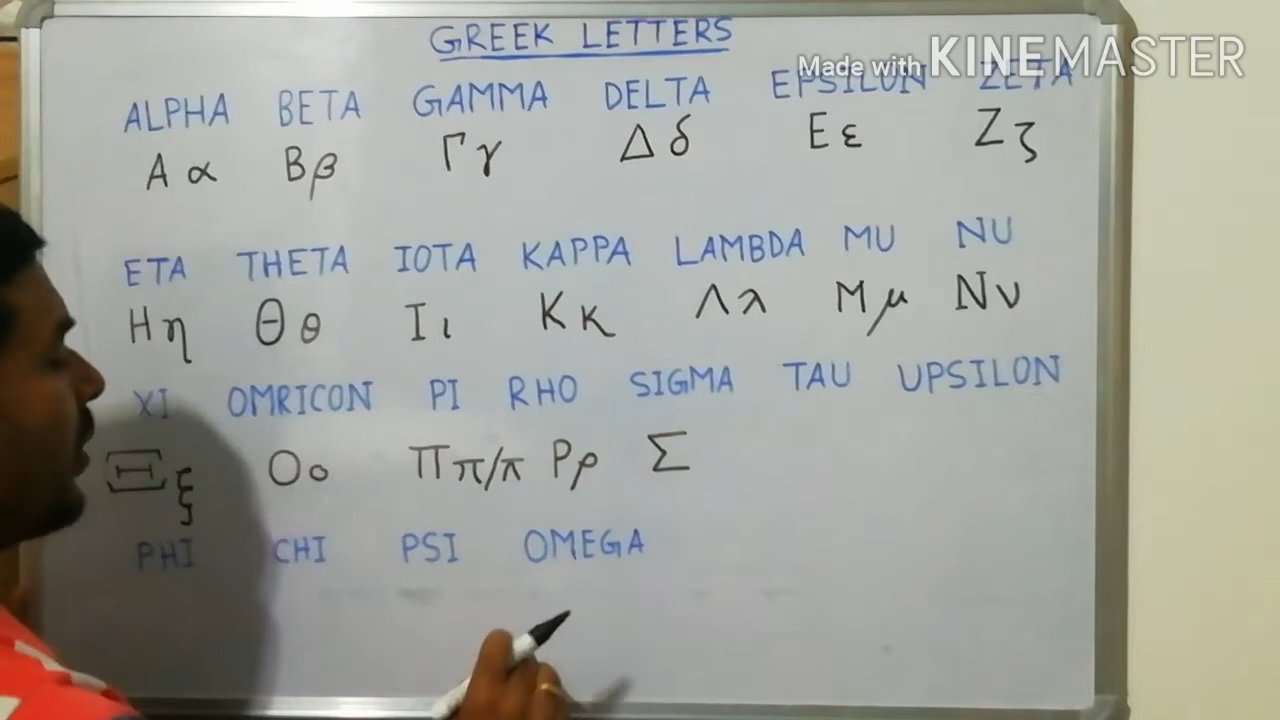 GREEK LETTERS
Made with KINEMASTER
ALPHA BETA GAMMA DELTA EPSILON ZETA
Α α Β β Γ γ Δ δ Ε ε Ζ ζ
ETA THETA IOTA KAPPA LAMBDA MU NU
Η η Θ θ Ι ι Κ κ Λ λ Μ μ Ν ν
XI OMRICON PI RHO SIGMA TAU UPSILON
Ξ ξ Ο ο Π π/π Ρ ρ Σ
PHI CHI PSI OMEGA